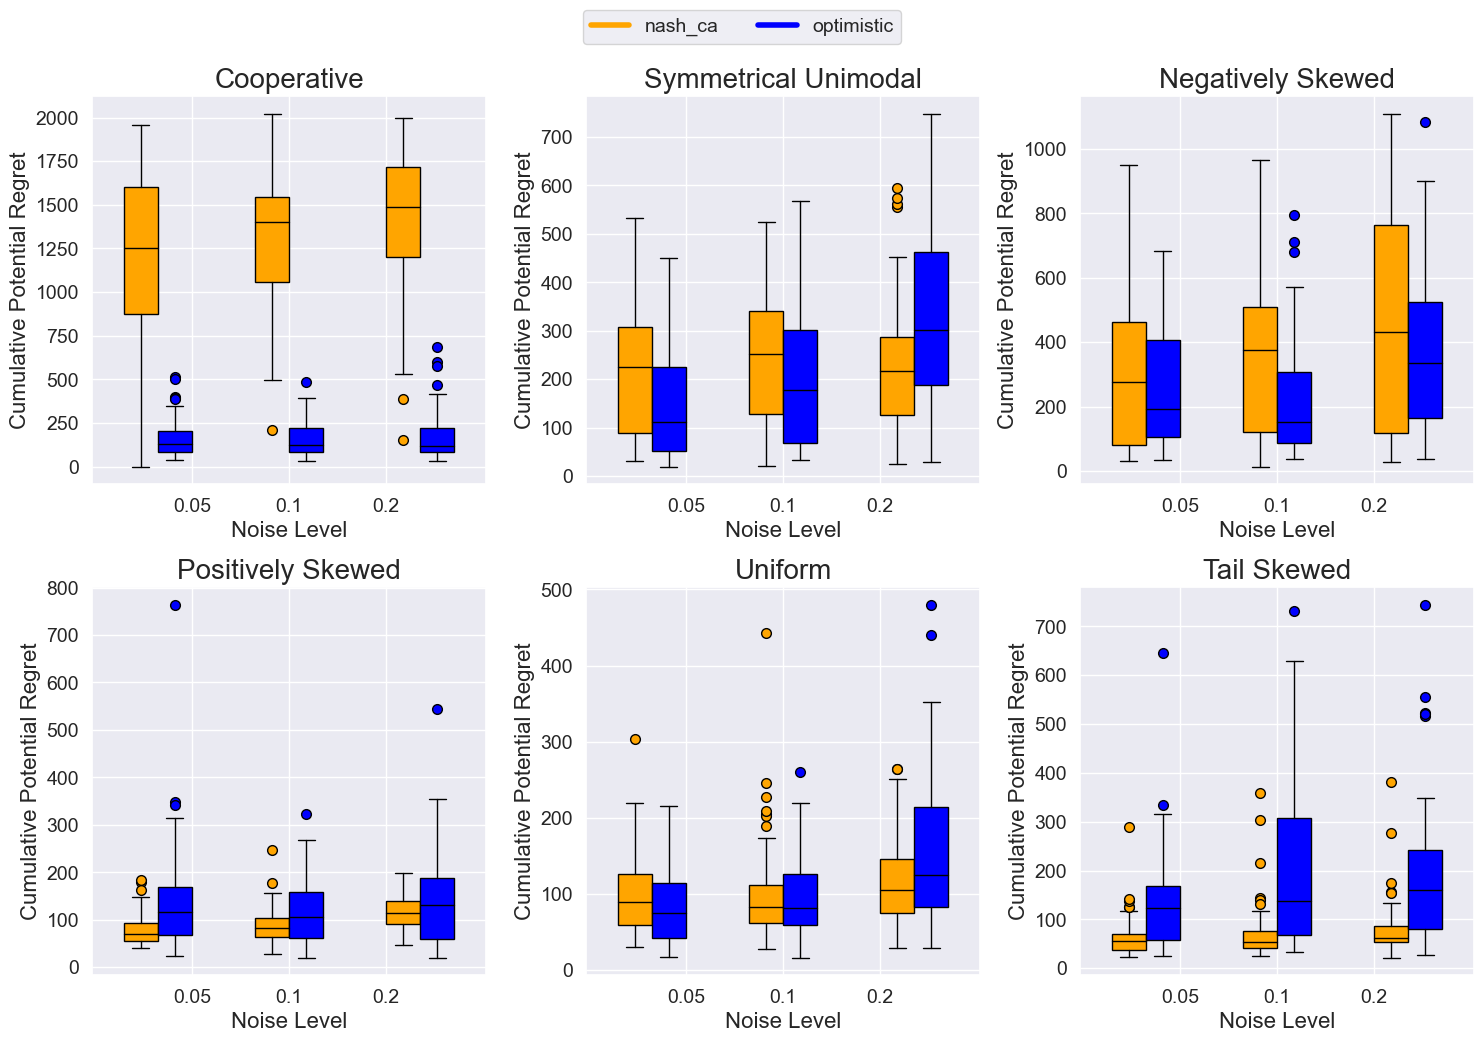 nash_ca optimistic
Cooperative
2000
1750
1500
1250
1000
750
500
250
0
Cumulative Potential Regret
0.05 0.1 0.2
Noise Level
Symmetrical Unimodal
700
600
500
400
300
200
100
0
Cumulative Potential Regret
0.05 0.1 0.2
Noise Level
Negatively Skewed
1000
800
600
400
200
0
Cumulative Potential Regret
0.05 0.1 0.2
Noise Level
Positively Skewed
800
700
600
500
400
300
200
100
0
Cumulative Potential Regret
0.05 0.1 0.2
Noise Level
Uniform
500
400
300
200
100
0
Cumulative Potential Regret
0.05 0.1 0.2
Noise Level
Tail Skewed
700
600
500
400
300
200
100
0
Cumulative Potential Regret
0.05 0.1 0.2
Noise Level